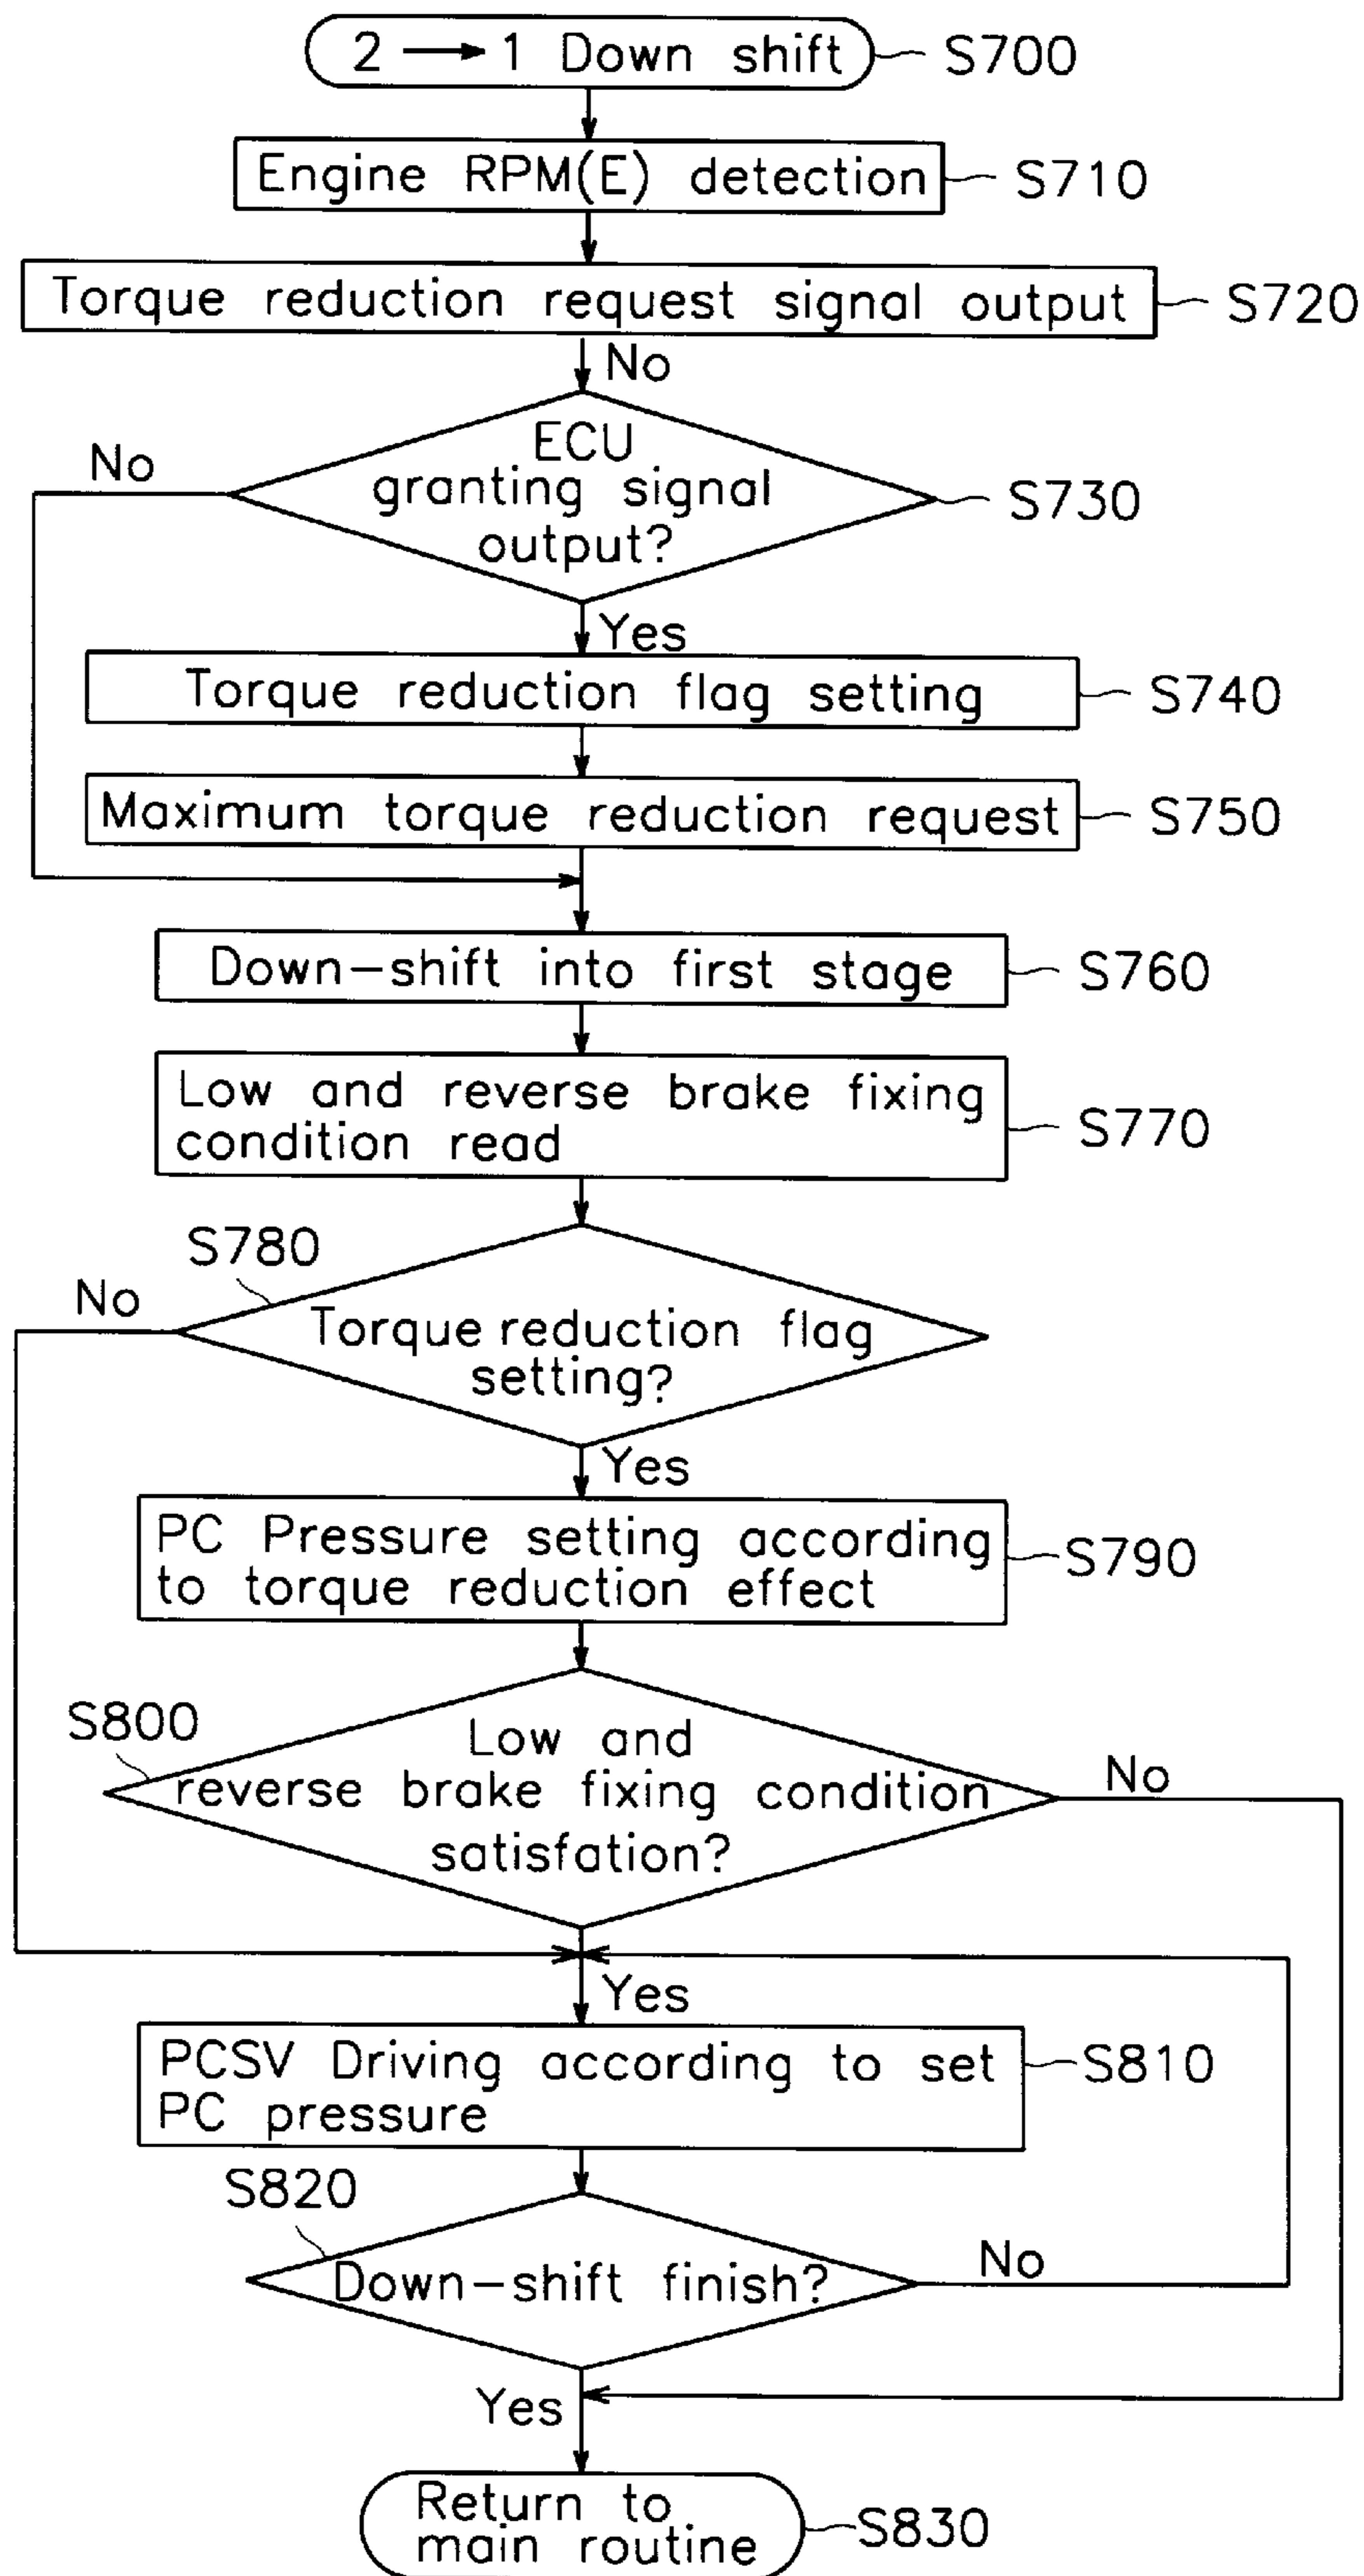 2 → 1 Down shift
S700
Engine RPM(E) detection
S710
Torque reduction request signal output
S720
No
ECU
granting signal
output?
No
S730
Yes
Torque reduction flag setting
S740
Maximum torque reduction request
S750
Down-shift into first stage
S760
Low and reverse brake fixing
condition read
S770
S780
No
Torque reduction flag
setting?
Yes
PC Pressure setting according
to torque reduction effect
S790
S800
Low and
reverse brake fixing condition
satisfation?
No
Yes
PCSV Driving according to set
PC pressure
S810
S820
Down-shift finish?
No
Yes
Return to
main routine
S830